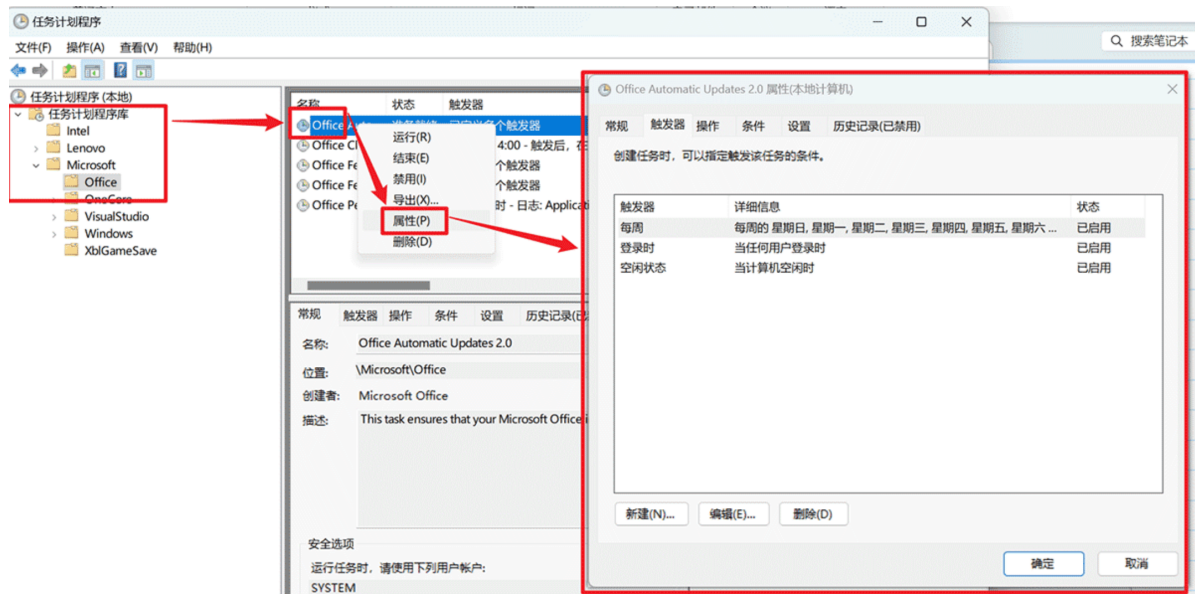 任务计划程序
文件(F) 操作(A) 查看(V) 帮助(H)
搜索笔记本
任务计划程序 (本地)
任务计划程序库
Intel
Lenovo
Microsoft
Office
OneCore
VisualStudio
Windows
XblGameSave
名称 状态 触发器
Office 准备就绪 已定义多个触发器
Office Cl 4:00 - 触发后，在
Office Fe 个触发器
Office Fe 个触发器
Office Pe 时 - 日志: Applicati
运行(R)
结束(E)
禁用(I)
导出(X)...
属性(P)
删除(D)
常规 触发器 操作 条件 设置 历史记录(已
名称: Office Automatic Updates 2.0
位置: \Microsoft\Office
创建者: Microsoft Office
描述: This task ensures that your Microsoft Office i
安全选项
运行任务时，请使用下列用户帐户:
SYSTEM
Office Automatic Updates 2.0 属性(本地计算机)
常规 触发器 操作 条件 设置 历史记录(已禁用)
创建任务时，可以指定触发该任务的条件。
触发器 详细信息 状态
每周 每周的 星期日, 星期一, 星期二, 星期三, 星期四, 星期五, 星期六 ... 已启用
登录时 当任何用户登录时 已启用
空闲状态 当计算机空闲时 已启用
新建(N)... 编辑(E)... 删除(D)
确定 取消